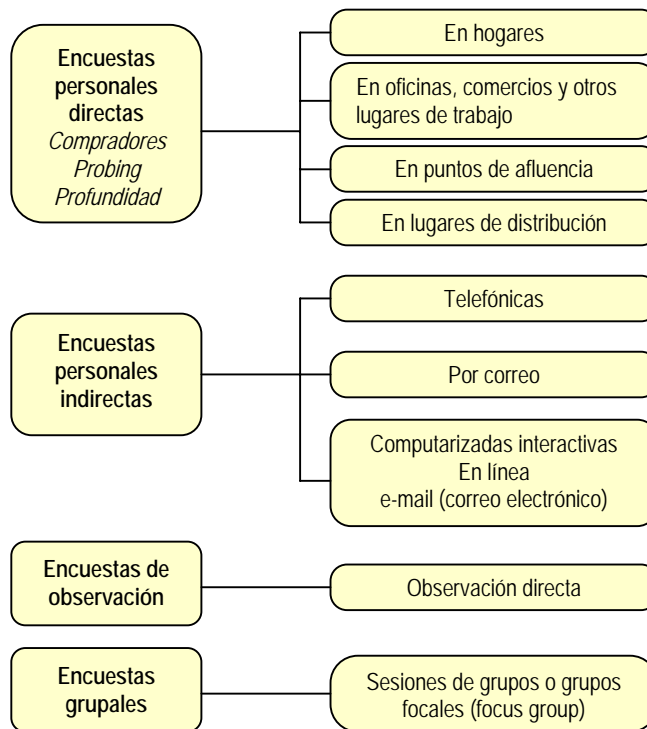 Encuestas
personales
directas
Compradores
Probing
Profundidad
En hogares
En oficinas, comercios y otros
lugares de trabajo
En puntos de afluencia
En lugares de distribución
Encuestas
personales
indirectas
Telefónicas
Por correo
Computarizadas interactivas
En línea
e-mail (correo electrónico)
Encuestas de
observación
Observación directa
Encuestas
grupales
Sesiones de grupos o grupos
focales (focus group)